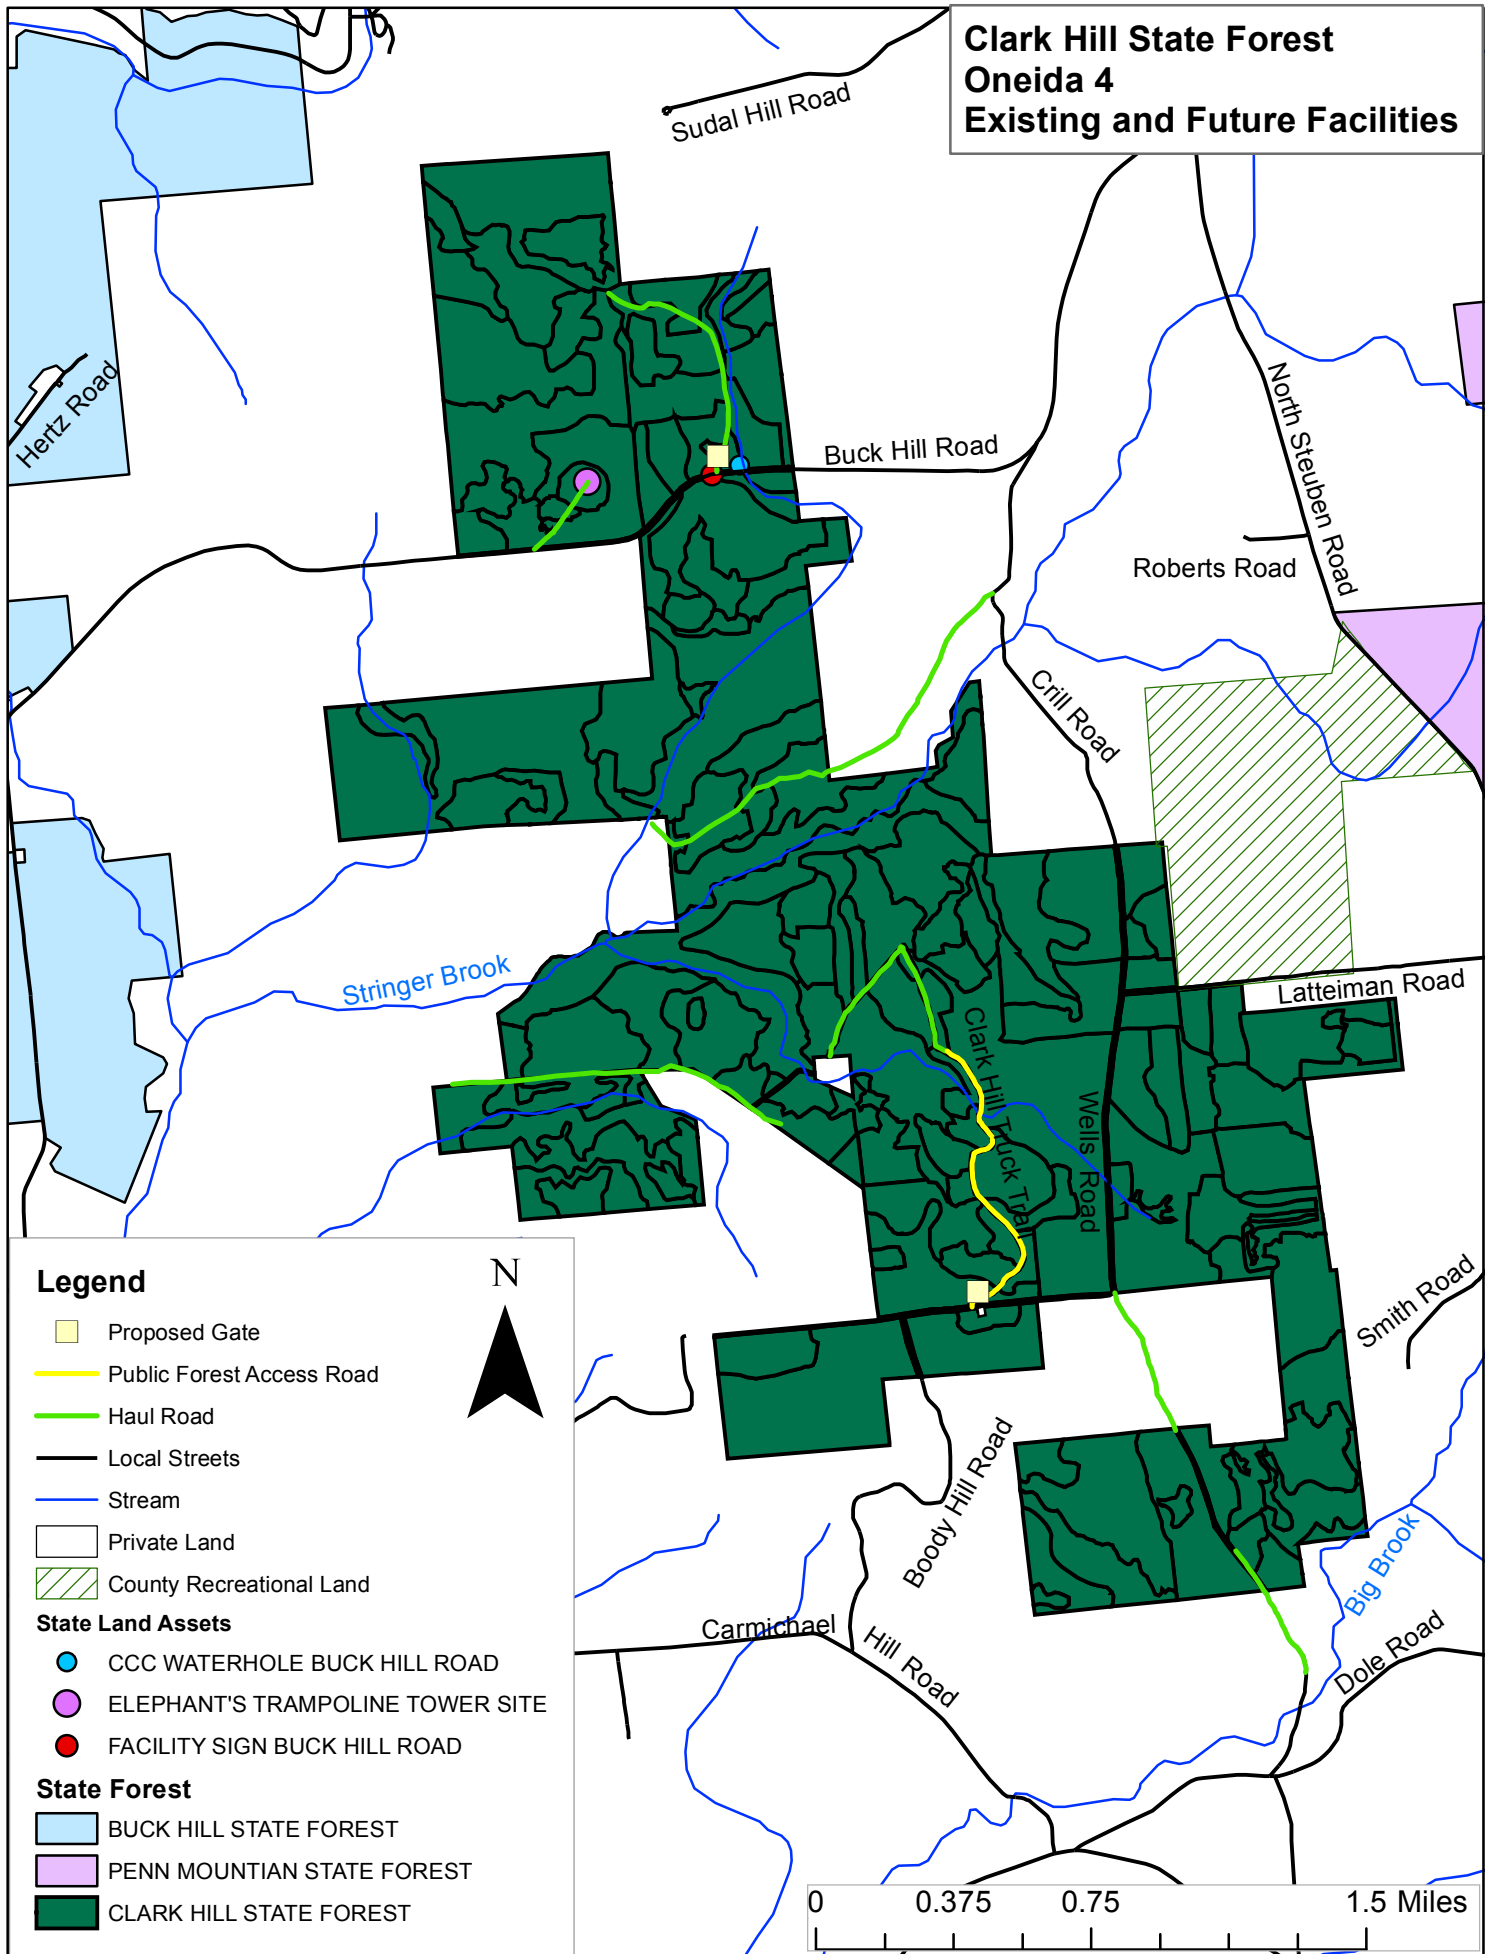 Clark Hill State Forest
Oneida 4
Existing and Future Facilities
Sudal Hill Road
Hertz Road
Buck Hill Road
North Steuben Road
Roberts Road
Crill Road
Stringer Brook
Latteiman Road
Clark Hill Truck Trail
Wells Road
Smith Road
Boody Hill Road
Big Brook
Carmichael
Hill Road
Dole Road
Legend
N
Proposed Gate
Public Forest Access Road
Haul Road
Local Streets
Stream
Private Land
County Recreational Land
State Land Assets
CCC WATERHOLE BUCK HILL ROAD
ELEPHANT'S TRAMPOLINE TOWER SITE
FACILITY SIGN BUCK HILL ROAD
State Forest
BUCK HILL STATE FOREST
PENN MOUNTIAN STATE FOREST
CLARK HILL STATE FOREST
0 0.375 0.75 1.5 Miles